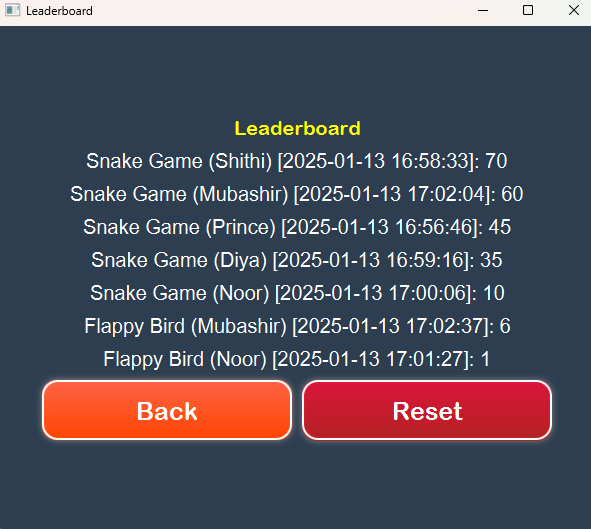 Leaderboard
Leaderboard
Snake Game (Shithi) [2025-01-13 16:58:33]: 70
Snake Game (Mubashir) [2025-01-13 17:02:04]: 60
Snake Game (Prince) [2025-01-13 16:56:46]: 45
Snake Game (Diya) [2025-01-13 16:59:16]: 35
Snake Game (Noor) [2025-01-13 17:00:06]: 10
Flappy Bird (Mubashir) [2025-01-13 17:02:37]: 6
Flappy Bird (Noor) [2025-01-13 17:01:27]: 1
Back Reset